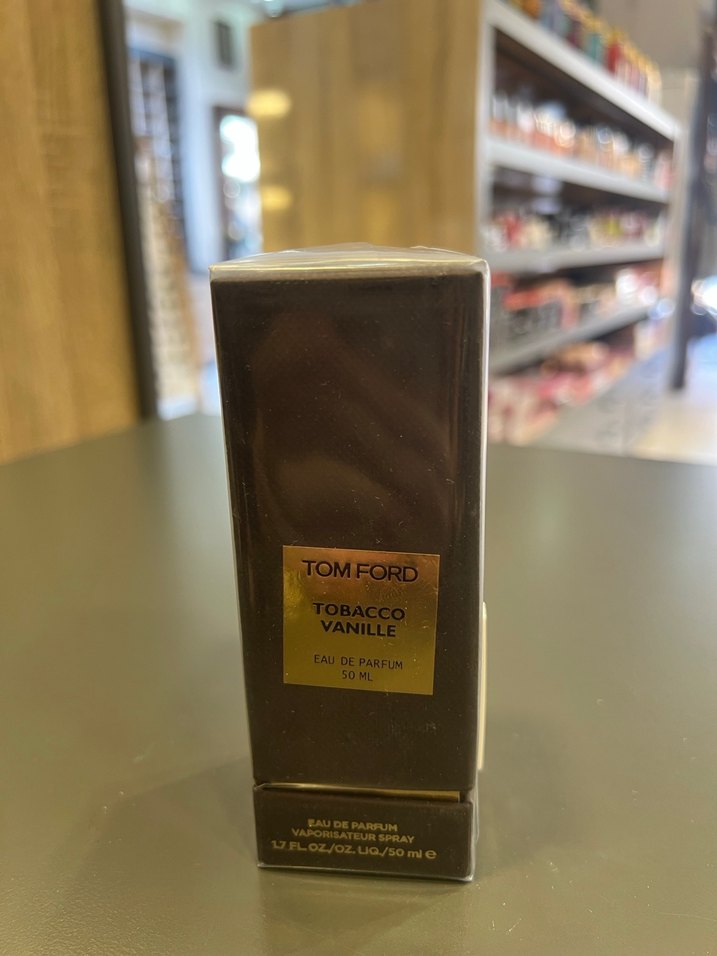 TOM FORD
TOBACCO
VANILLE
EAU DE PARFUM
50 ML
EAU DE PARFUM
VAPORISATEUR SPRAY
1.7 FL.OZ./OZ. LIQ./50 ml e